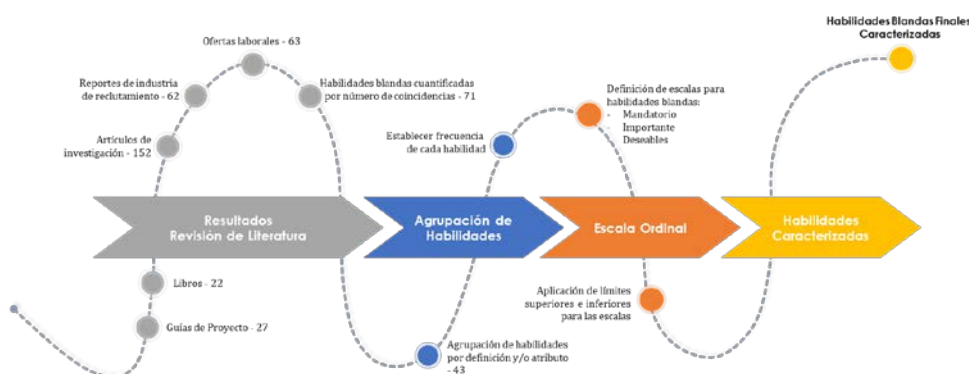 Habilidades Blandas Finales
Caracterizadas
Ofertas laborales - 63
Reportes de industria
de reclutamiento - 62
Habilidades blandas cuantificadas
por número de coincidencias - 71
Definición de escalas para
habilidades blandas:
- Mandatorio
- Importante
- Deseables
Artículos de
investigación - 152
Establecer frecuencia
de cada habilidad
Resultados
Revisión de Literatura
Agrupación de
Habilidades
Escala Ordinal
Habilidades
Caracterizadas
Libros - 22
Guías de Proyecto - 27
Aplicación de límites
superiores e inferiores
para las escalas
Agrupación de habilidades
por definición y/o atributo
- 43